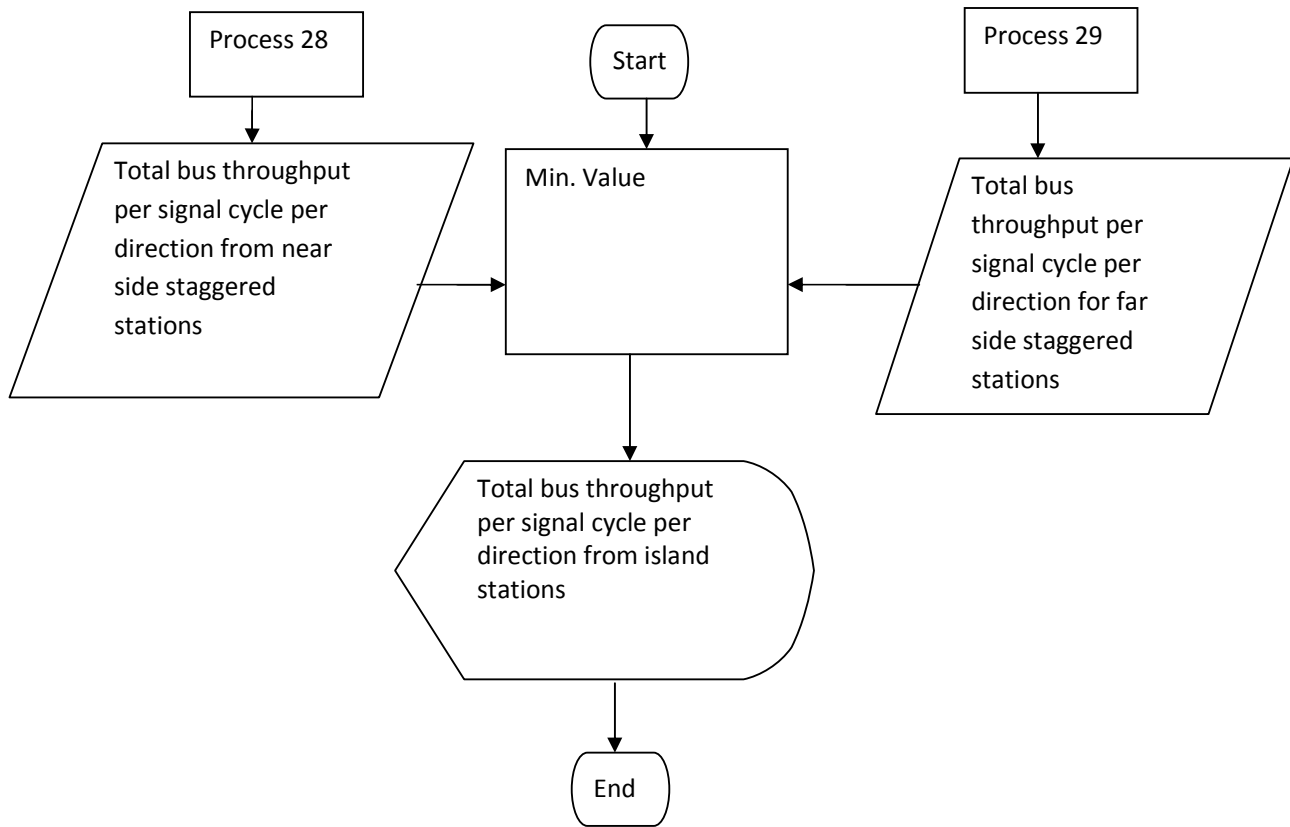 Process 28
Start
Process 29
Total bus throughput
per signal cycle per
direction from near
side staggered
stations
Min. Value
Total bus
throughput per
signal cycle per
direction for far
side staggered
stations
Total bus throughput
per signal cycle per
direction from island
stations
End